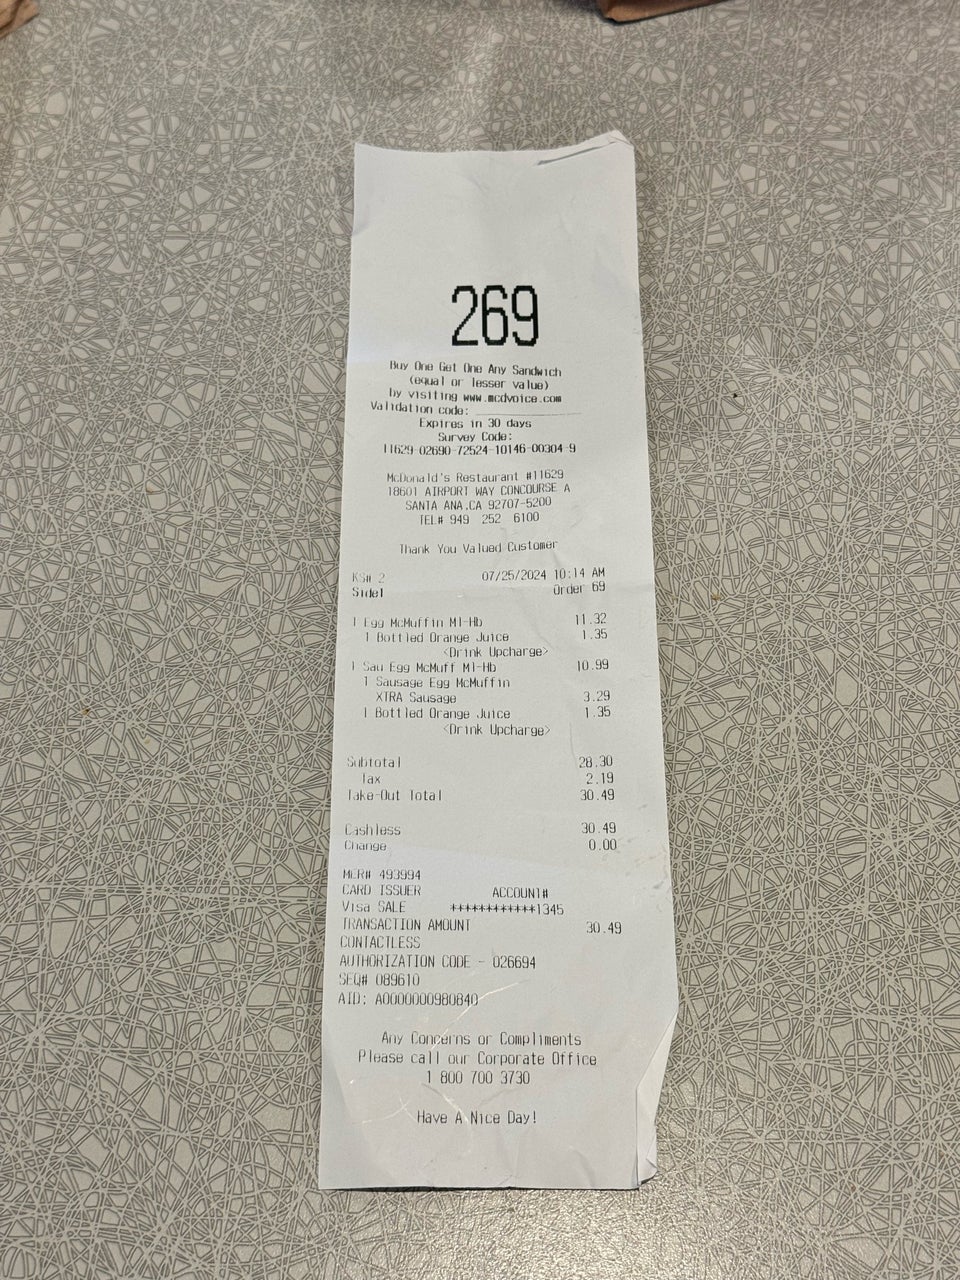 269
Buy One Get One Any Sandwich
(equal or lesser value)
by visiting www.mcdvoice.com
Validation code:
Expires in 30 days
Survey Code:
11629-02690-72524-10146-00304-9
McDonald's Restaurant #11629
18601 AIRPORT WAY CONCOURSE A
SANTA ANA,CA 92707-5200
TEL# 949 252 6100
Thank You Valued Customer
KS# 2 07/25/2024 10:14 AM
Side1 Order 69
1 Egg McMuffin Ml-Hb 11.32
1 Bottled Orange Juice 1.35
<Drink Upcharge>
1 Sau Egg McMuff Ml-Hb 10.99
1 Sausage Egg McMuffin
XTRA Sausage 3.29
1 Bottled Orange Juice 1.35
<Drink Upcharge>
Subtotal 28.30
Tax 2.19
Take-Out Total 30.49
Cashless 30.49
Change 0.00
MER# 493994
CARD ISSUER ACCOUNT#
Visa SALE ************1345
TRANSACTION AMOUNT 30.49
CONTACTLESS
AUTHORIZATION CODE - 026694
SEQ# 089610
AID: A0000000980840
Any Concerns or Compliments
Please call our Corporate Office
1 800 700 3730
Have A Nice Day!